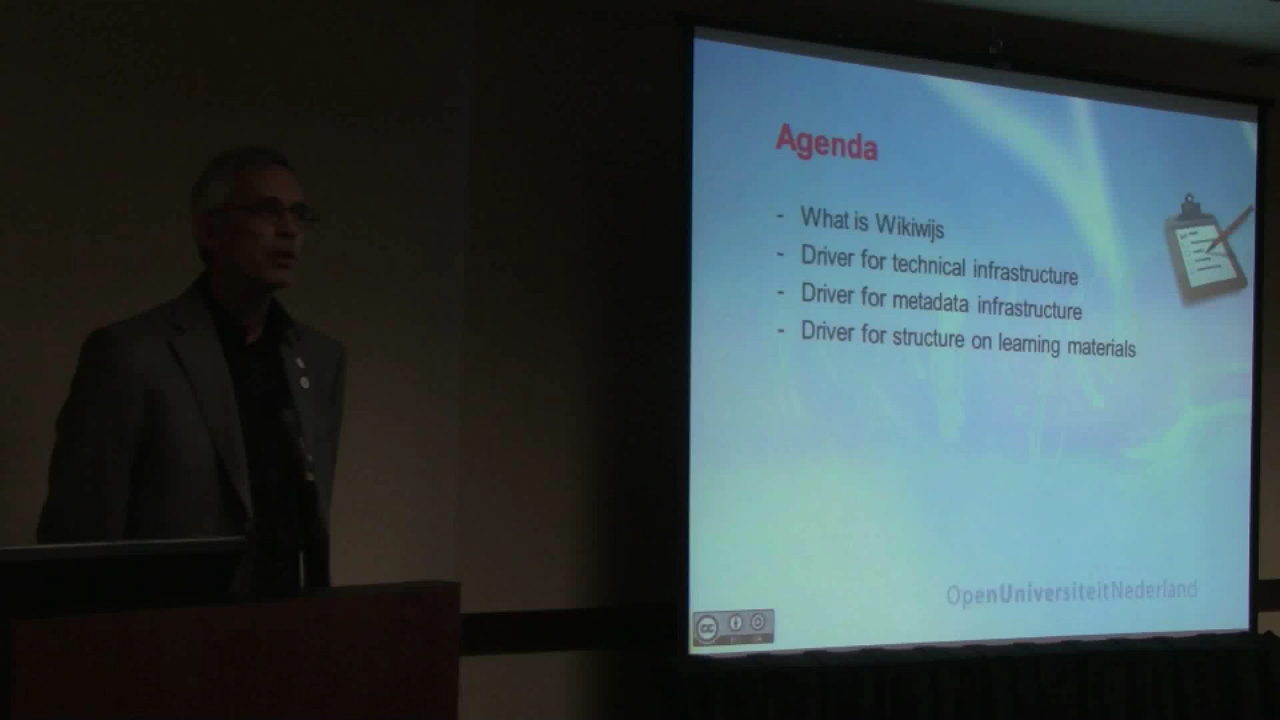 Agenda
- What is Wikiwijs
- Driver for technical infrastructure
- Driver for metadata infrastructure
- Driver for structure on learning materials
OpenUniversiteitNederland
cc